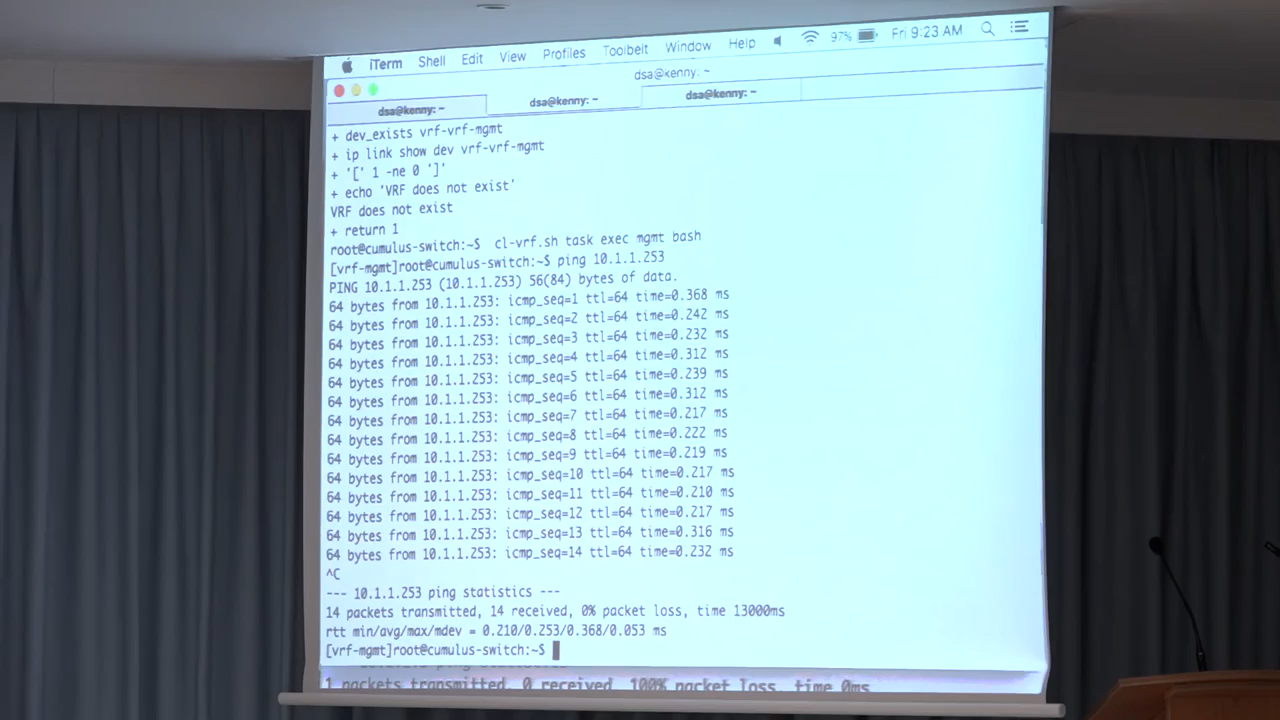 iTerm Shell Edit View Profiles Toolbelt Window Help 97% Fri 9:23 AM
dsa@kenny: ~
dsa@kenny: ~ dsa@kenny: ~ dsa@kenny: ~
+ dev_exists vrf-vrf-mgmt
+ ip link show dev vrf-vrf-mgmt
+ '[' 1 -ne 0 ']'
+ echo 'VRF does not exist'
VRF does not exist
+ return 1
root@cumulus-switch:~$ cl-vrf.sh task exec mgmt bash
[vrf-mgmt]root@cumulus-switch:~$ ping 10.1.1.253
PING 10.1.1.253 (10.1.1.253) 56(84) bytes of data.
64 bytes from 10.1.1.253: icmp_seq=1 ttl=64 time=0.368 ms
64 bytes from 10.1.1.253: icmp_seq=2 ttl=64 time=0.242 ms
64 bytes from 10.1.1.253: icmp_seq=3 ttl=64 time=0.232 ms
64 bytes from 10.1.1.253: icmp_seq=4 ttl=64 time=0.312 ms
64 bytes from 10.1.1.253: icmp_seq=5 ttl=64 time=0.239 ms
64 bytes from 10.1.1.253: icmp_seq=6 ttl=64 time=0.312 ms
64 bytes from 10.1.1.253: icmp_seq=7 ttl=64 time=0.217 ms
64 bytes from 10.1.1.253: icmp_seq=8 ttl=64 time=0.222 ms
64 bytes from 10.1.1.253: icmp_seq=9 ttl=64 time=0.219 ms
64 bytes from 10.1.1.253: icmp_seq=10 ttl=64 time=0.217 ms
64 bytes from 10.1.1.253: icmp_seq=11 ttl=64 time=0.210 ms
64 bytes from 10.1.1.253: icmp_seq=12 ttl=64 time=0.217 ms
64 bytes from 10.1.1.253: icmp_seq=13 ttl=64 time=0.316 ms
64 bytes from 10.1.1.253: icmp_seq=14 ttl=64 time=0.232 ms
^C
--- 10.1.1.253 ping statistics ---
14 packets transmitted, 14 received, 0% packet loss, time 13000ms
rtt min/avg/max/mdev = 0.210/0.253/0.368/0.053 ms
[vrf-mgmt]root@cumulus-switch:~$
1 packets transmitted, 0 received, 100% packet loss, time 0ms